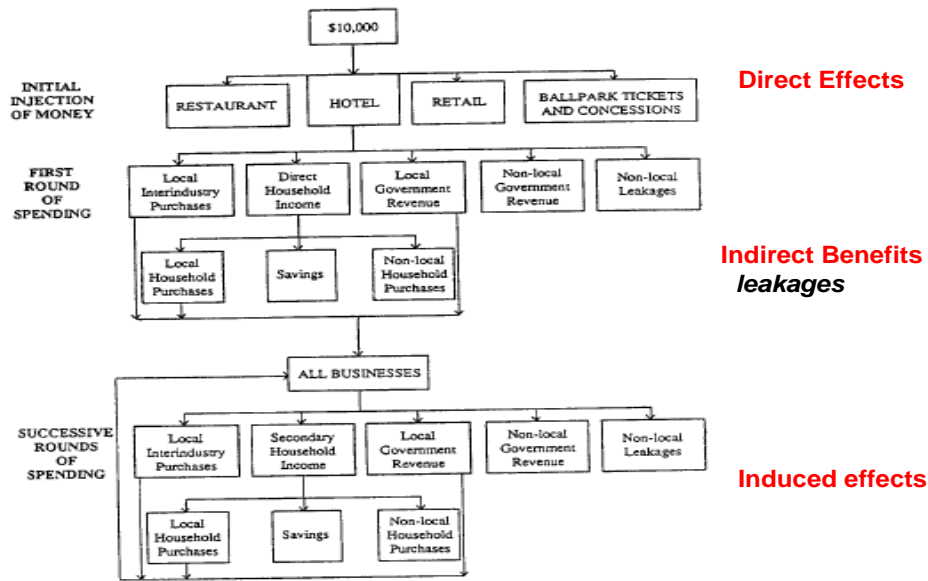 $10,000
INITIAL
INJECTION
OF MONEY
RESTAURANT
HOTEL
RETAIL
BALLPARK TICKETS
AND CONCESSIONS
Direct Effects
FIRST
ROUND
OF
SPENDING
Local
Interindustry
Purchases
Direct
Household
Income
Local
Government
Revenue
Non-local
Government
Revenue
Non-local
Leakages
Local
Household
Purchases
Savings
Non-local
Household
Purchases
Indirect Benefits
leakages
ALL BUSINESSES
SUCCESSIVE
ROUNDS
OF
SPENDING
Local
Interindustry
Purchases
Secondary
Household
Income
Local
Government
Revenue
Non-local
Government
Revenue
Non-local
Leakages
Induced effects
Local
Household
Purchases
Savings
Non-local
Household
Purchases